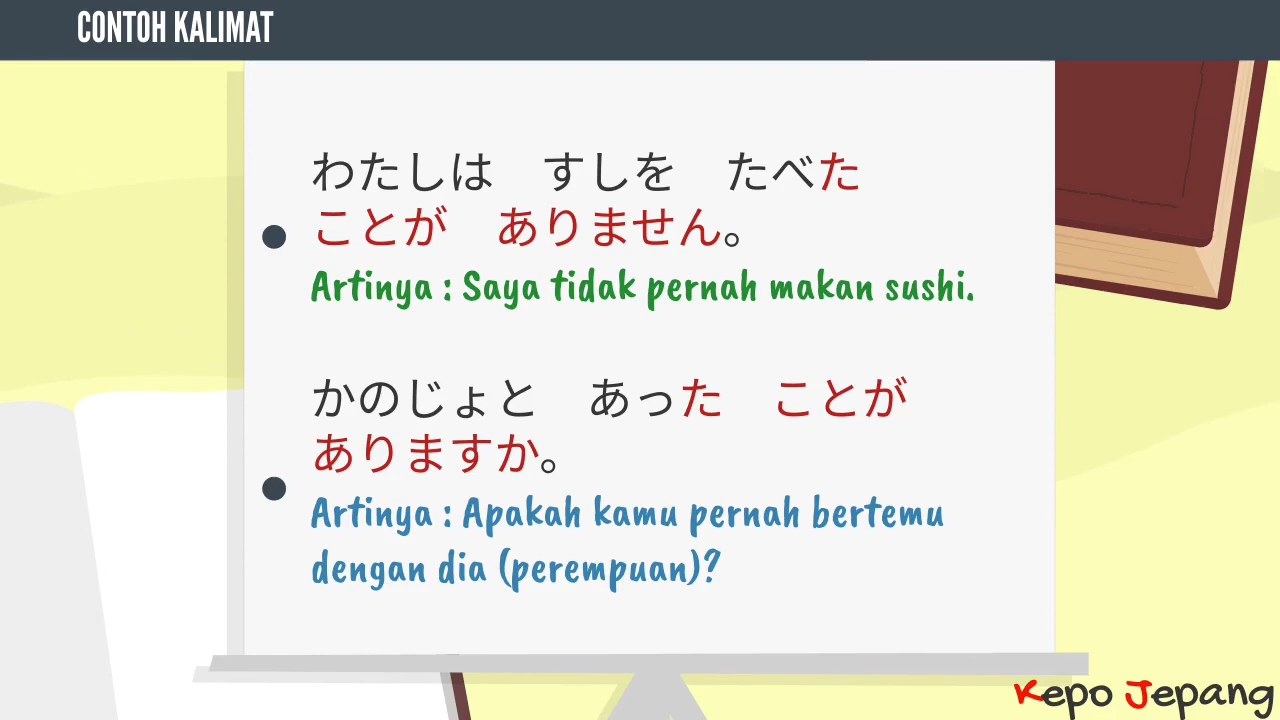 CONTOH KALIMAT
わたしは　すしを　たべた
ことが　ありません。
Artinya : Saya tidak pernah makan sushi.
かのじょと　あった　ことが
ありますか。
Artinya : Apakah kamu pernah bertemu
dengan dia (perempuan)?
Kepo Jepang